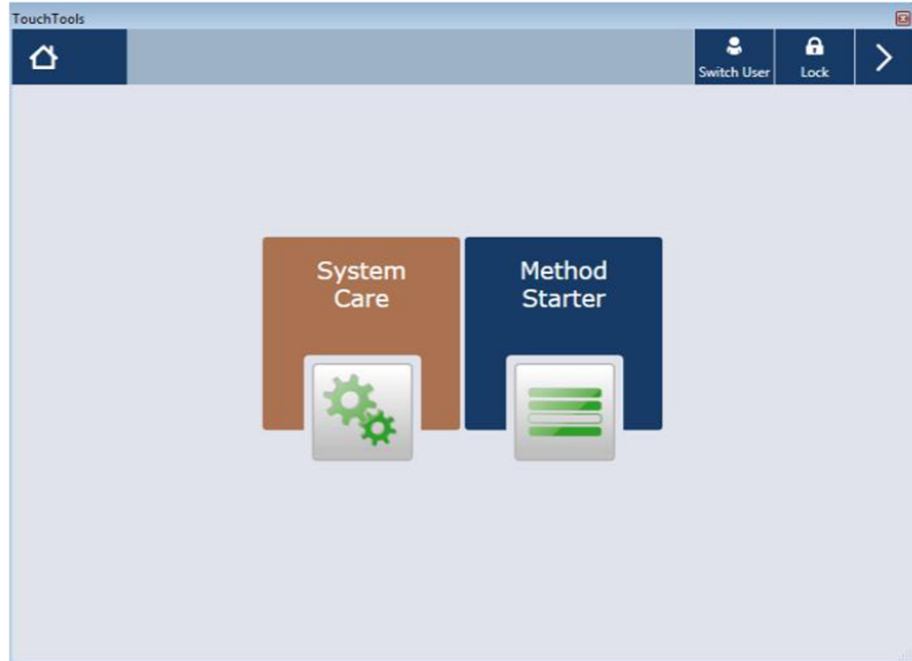 TouchTools
Switch User
Lock
System
Care
Method
Starter